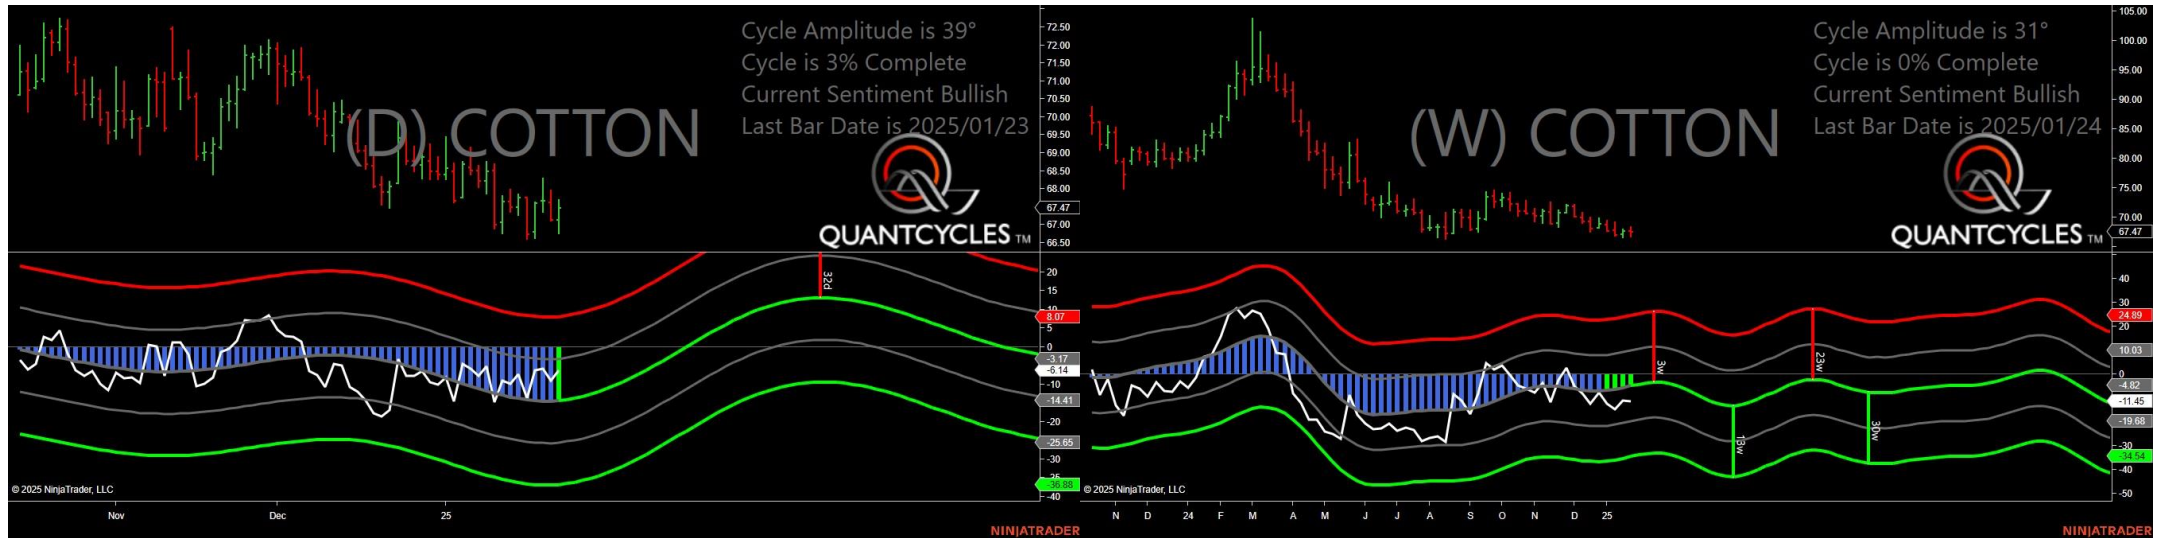 Cycle Amplitude is 39°
Cycle is 3% Complete
Current Sentiment Bullish
Last Bar Date is 2025/01/23
(D) COTTON
QUANTCYCLES TM
72.50
72.00
71.50
71.00
70.50
70.00
69.50
69.00
68.50
68.00
67.47
67.00
66.50
32d
20
15
10
8.07
5
0
-3.17
-6.14
-10
-14.41
-20
-25.65
-30
-36.88
-40
© 2025 NinjaTrader, LLC
Nov
Dec
25
NINJATRADER
Cycle Amplitude is 31°
Cycle is 0% Complete
Current Sentiment Bullish
Last Bar Date is 2025/01/24
(W) COTTON
QUANTCYCLES TM
105.00
100.00
95.00
90.00
85.00
80.00
75.00
70.00
67.47
3w
23w
13w
30w
40
30
24.89
20
10.03
0
-4.82
-11.45
-19.68
-30
-34.54
-40
-50
© 2025 NinjaTrader, LLC
N D 24 F M A M J J A S O N D 25
NINJATRADER